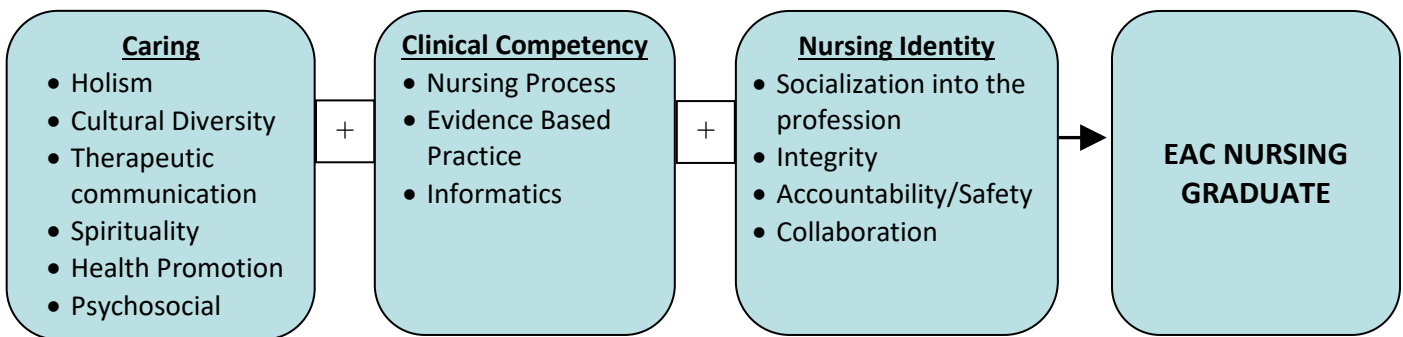 Caring
• Holism
• Cultural Diversity
• Therapeutic
communication
• Spirituality
• Health Promotion
• Psychosocial
+
Clinical Competency
• Nursing Process
• Evidence Based
Practice
• Informatics
+
Nursing Identity
• Socialization into the
profession
• Integrity
• Accountability/Safety
• Collaboration
EAC NURSING
GRADUATE